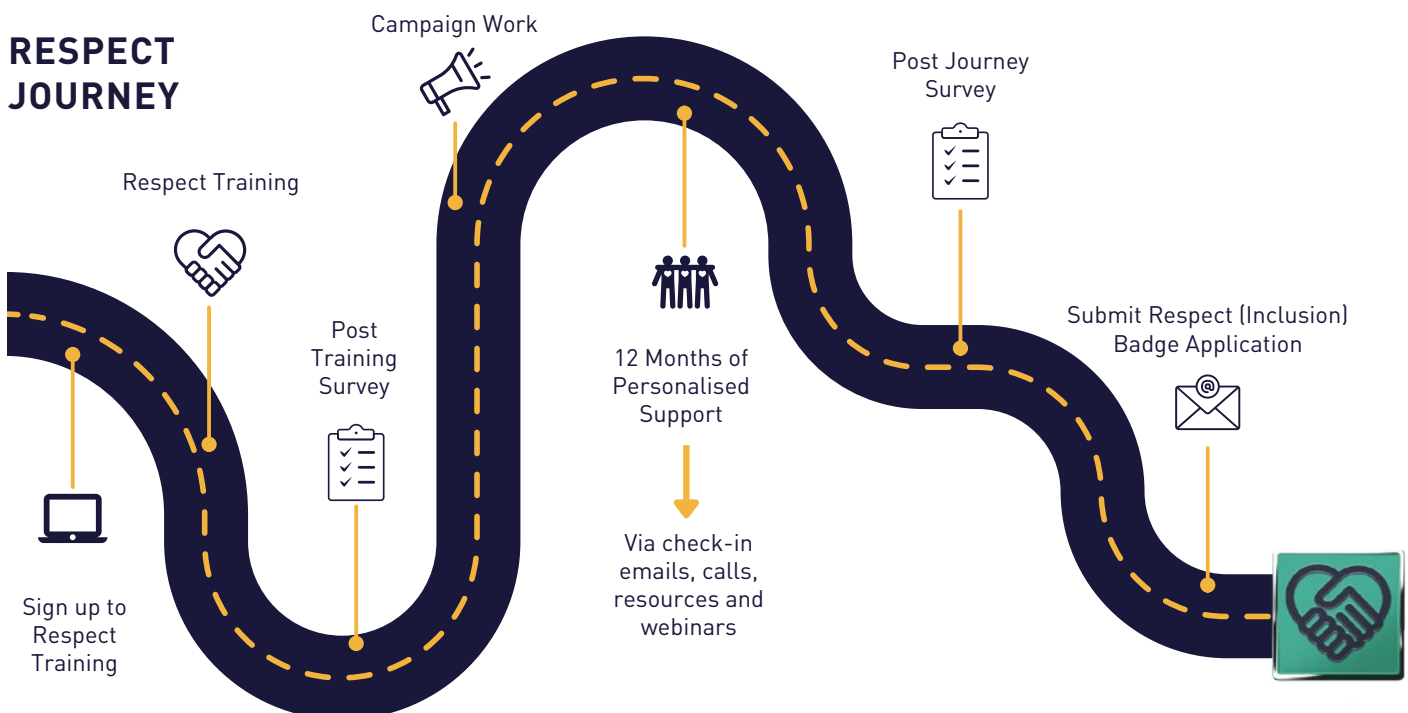 RESPECT
JOURNEY
Sign up to
Respect
Training
Respect Training
Post
Training
Survey
Campaign Work
12 Months of
Personalised
Support
Via check-in
emails, calls,
resources and
webinars
Post Journey
Survey
Submit Respect (Inclusion)
Badge Application
@